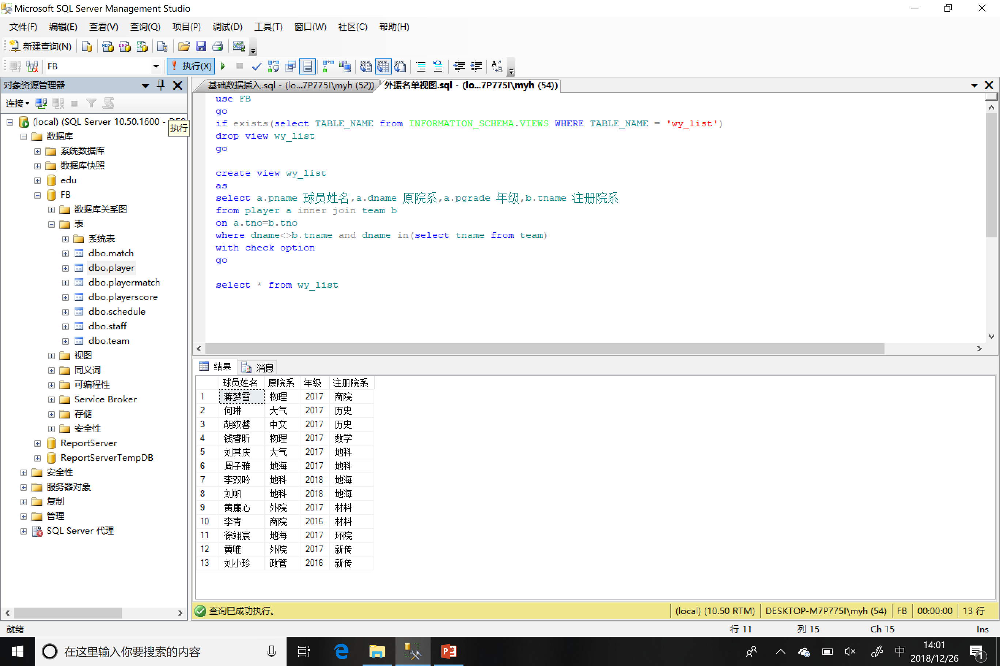 Microsoft SQL Server Management Studio
文件(F) 编辑(E) 查看(V) 查询(Q) 项目(P) 调试(D) 工具(T) 窗口(W) 社区(C) 帮助(H)
新建查询(N)
FB 执行(X)
对象资源管理器
连接
(local) (SQL Server 10.50.1600 -
执行
数据库
系统数据库
数据库快照
edu
FB
数据库关系图
表
系统表
dbo.match
dbo.player
dbo.playermatch
dbo.playerscore
dbo.schedule
dbo.staff
dbo.team
视图
同义词
可编程性
Service Broker
存储
安全性
ReportServer
ReportServerTempDB
安全性
服务器对象
复制
管理
SQL Server 代理
基础数据插入.sql - (lo...7P775I\myh (52)) 外援名单视图.sql - (lo...7P775I\myh (54))
use FB
go
if exists(select TABLE_NAME from INFORMATION_SCHEMA.VIEWS WHERE TABLE_NAME = 'wy_list')
drop view wy_list
go
create view wy_list
as
select a.pname 球员姓名,a.dname 原院系,a.pgrade 年级,b.tname 注册院系
from player a inner join team b
on a.tno=b.tno
where dname<>b.tname and dname in(select tname from team)
with check option
go
select * from wy_list
结果 消息
球员姓名 原院系 年级 注册院系
1 蒋梦雪 物理 2017 商院
2 何琳 大气 2017 历史
3 胡纹馨 中文 2017 历史
4 钱睿昕 物理 2017 数学
5 刘其庆 大气 2017 地科
6 周子雅 地海 2017 地科
7 李双吟 地科 2018 地海
8 刘帆 地科 2018 地海
9 黄廉心 外院 2017 材料
10 李青 商院 2016 材料
11 徐翊宸 地海 2017 环院
12 黄唯 外院 2017 新传
13 刘小珍 政管 2016 新传
查询已成功执行。 (local) (10.50 RTM) DESKTOP-M7P775I\myh (54) FB 00:00:00 13 行
就绪 行 11 列 15 Ch 15 Ins
在这里输入你要搜索的内容 中 14:01
2018/12/26
1